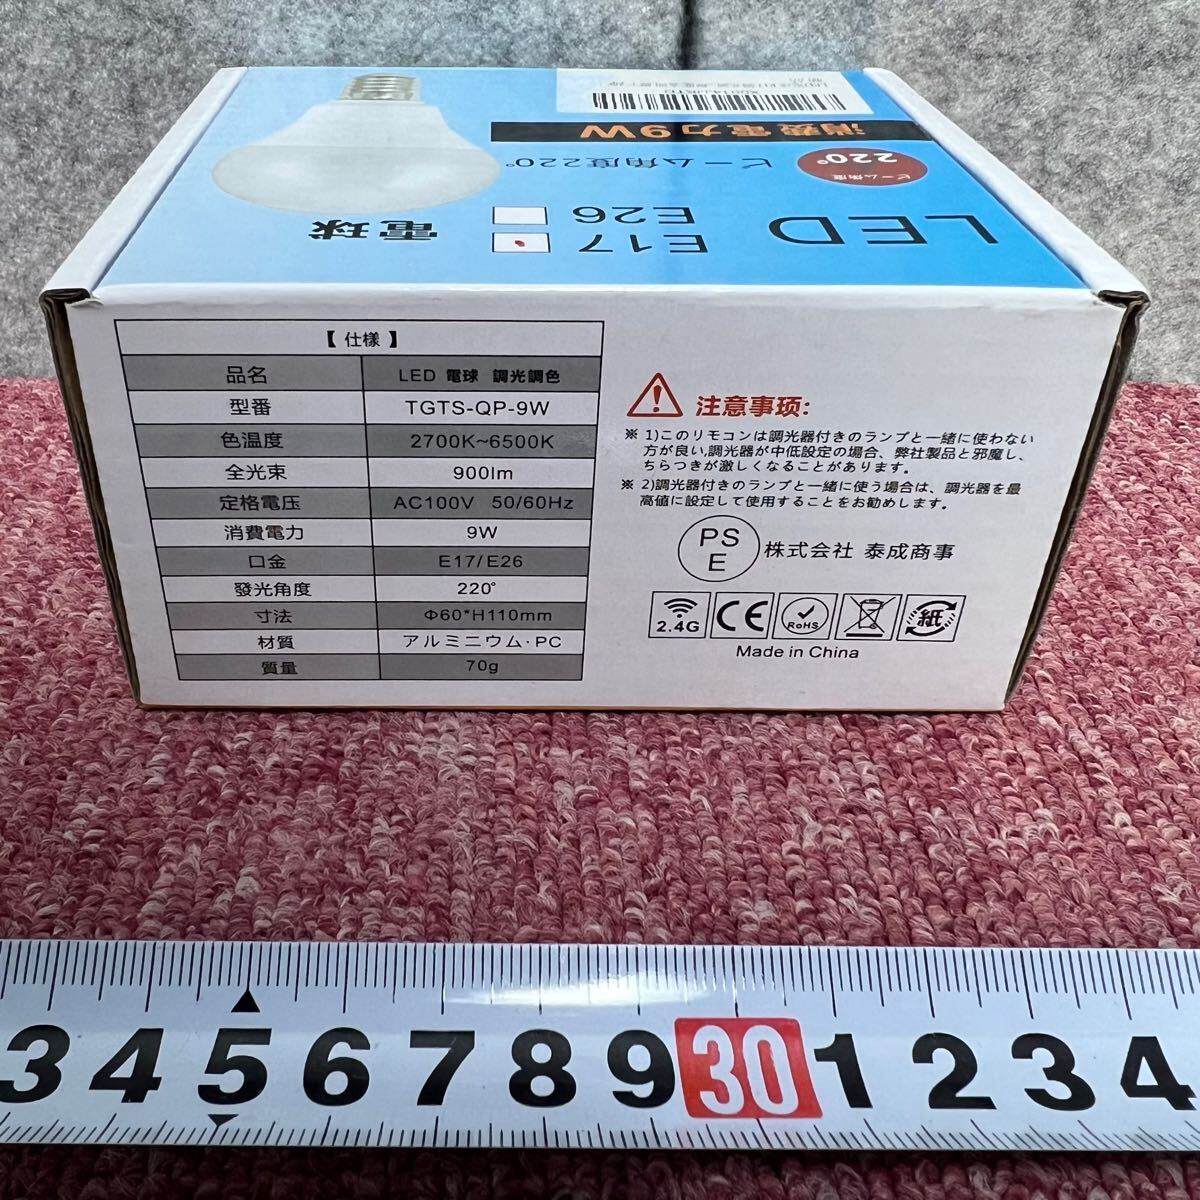 消費電力9W
ビーム角度
220°
ビーム角度220°
LED
E17
E26
電球
【 仕様 】
品名 LED 電球 調光調色
型番 TGTS-QP-9W
色温度 2700K~6500K
全光束 900lm
定格電圧 AC100V 50/60Hz
消費電力 9W
口金 E17/E26
發光角度 220°
寸法 Φ60*H110mm
材質 アルミニウム·PC
質量 70g
注意事项:
※ 1)このリモコンは調光器付きのランプと一緒に使わない
方が良い,調光器が中低設定の場合、弊社製品と邪魔し、
ちらつきが激しくなることがあります。
※ 2)調光器付きのランプと一緒に使う場合は、調光器を最
高値に設定して使用することをお勧めします。
PS
E
株式会社 泰成商事
2.4G
CE
RoHS
紙
Made in China
3 4 5 6 7 8 9 30 1 2 3 4